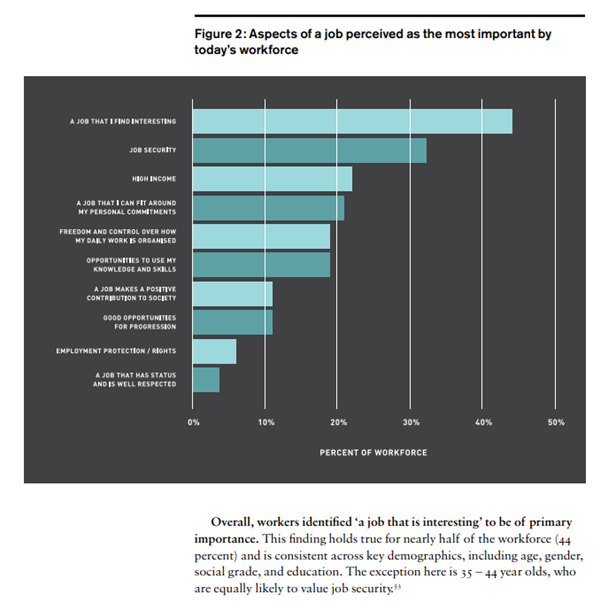 Figure 2: Aspects of a job perceived as the most important by
today's workforce
A JOB THAT I FIND INTERESTING
JOB SECURITY
HIGH INCOME
A JOB THAT I CAN FIT AROUND
MY PERSONAL COMMITMENTS
FREEDOM AND CONTROL OVER HOW
MY DAILY WORK IS ORGANISED
OPPORTUNITIES TO USE MY
KNOWLEDGE AND SKILLS
A JOB MAKES A POSITIVE
CONTRIBUTION TO SOCIETY
GOOD OPPORTUNITIES
FOR PROGRESSION
EMPLOYMENT PROTECTION / RIGHTS
A JOB THAT HAS STATUS
AND IS WELL RESPECTED
0% 10% 20% 30% 40% 50%
PERCENT OF WORKFORCE
Overall, workers identified ‘a job that is interesting’ to be of primary
importance. This finding holds true for nearly half of the workforce (44
percent) and is consistent across key demographics, including age, gender,
social grade, and education. The exception here is 35 – 44 year olds, who
are equally likely to value job security.⁵³